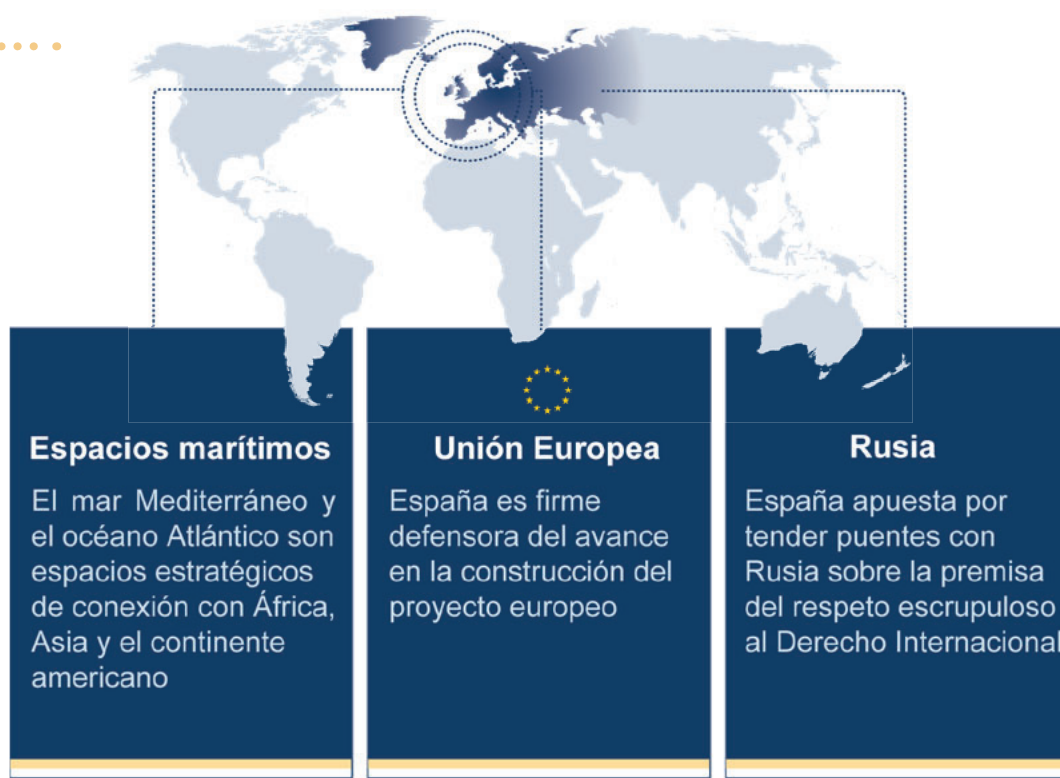 Espacios marítimos
El mar Mediterráneo y
el océano Atlántico son
espacios estratégicos
de conexión con África,
Asia y el continente
americano
Unión Europea
España es firme
defensora del avance
en la construcción del
proyecto europeo
Rusia
España apuesta por
tender puentes con
Rusia sobre la premisa
del respeto escrupuloso
al Derecho Internacional